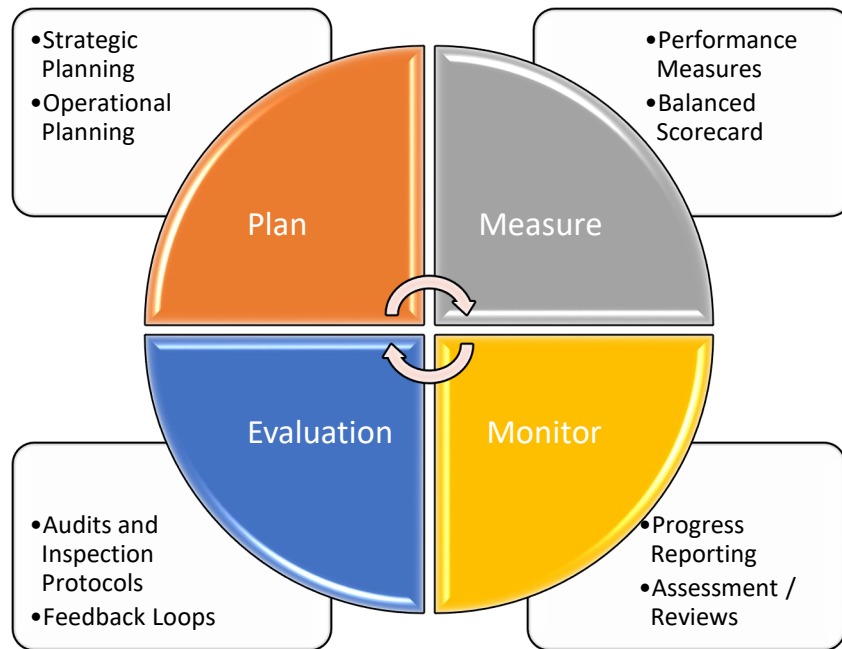 •Strategic
Planning
•Operational
Planning
•Performance
Measures
•Balanced
Scorecard
Plan
Measure
Evaluation
Monitor
•Audits and
Inspection
Protocols
•Feedback Loops
•Progress
Reporting
•Assessment /
Reviews